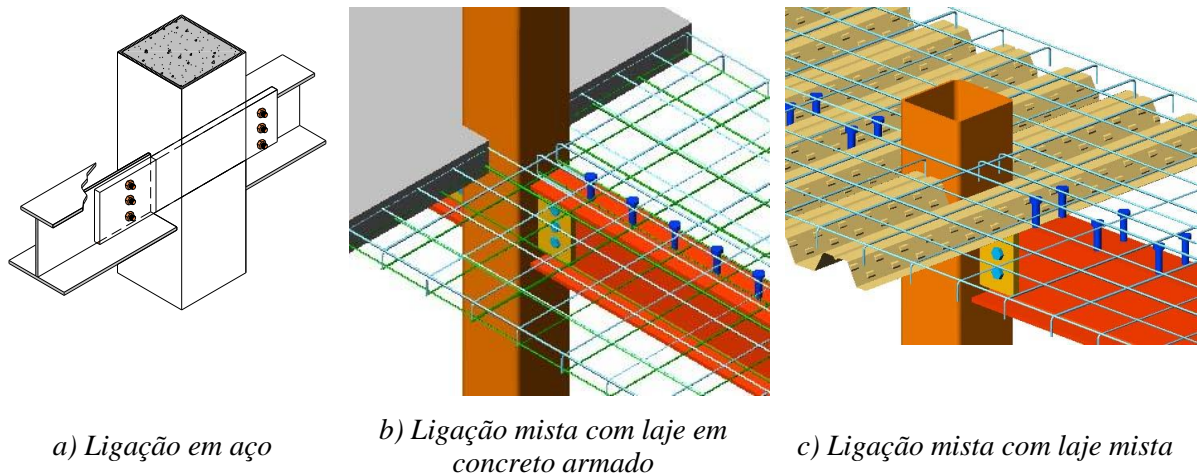 a) Ligação em aço
b) Ligação mista com laje em
concreto armado
c) Ligação mista com laje mista